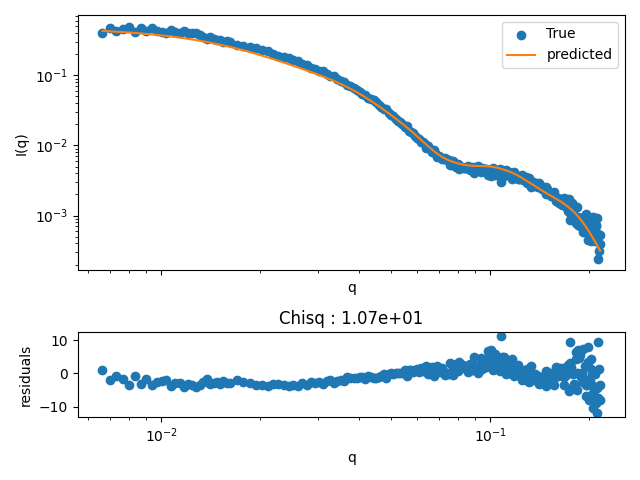 True
predicted
I(q)
10⁻¹
10⁻²
10⁻³
q
Chisq : 1.07e+01
residuals
10
0
−10
10⁻²
10⁻¹
q